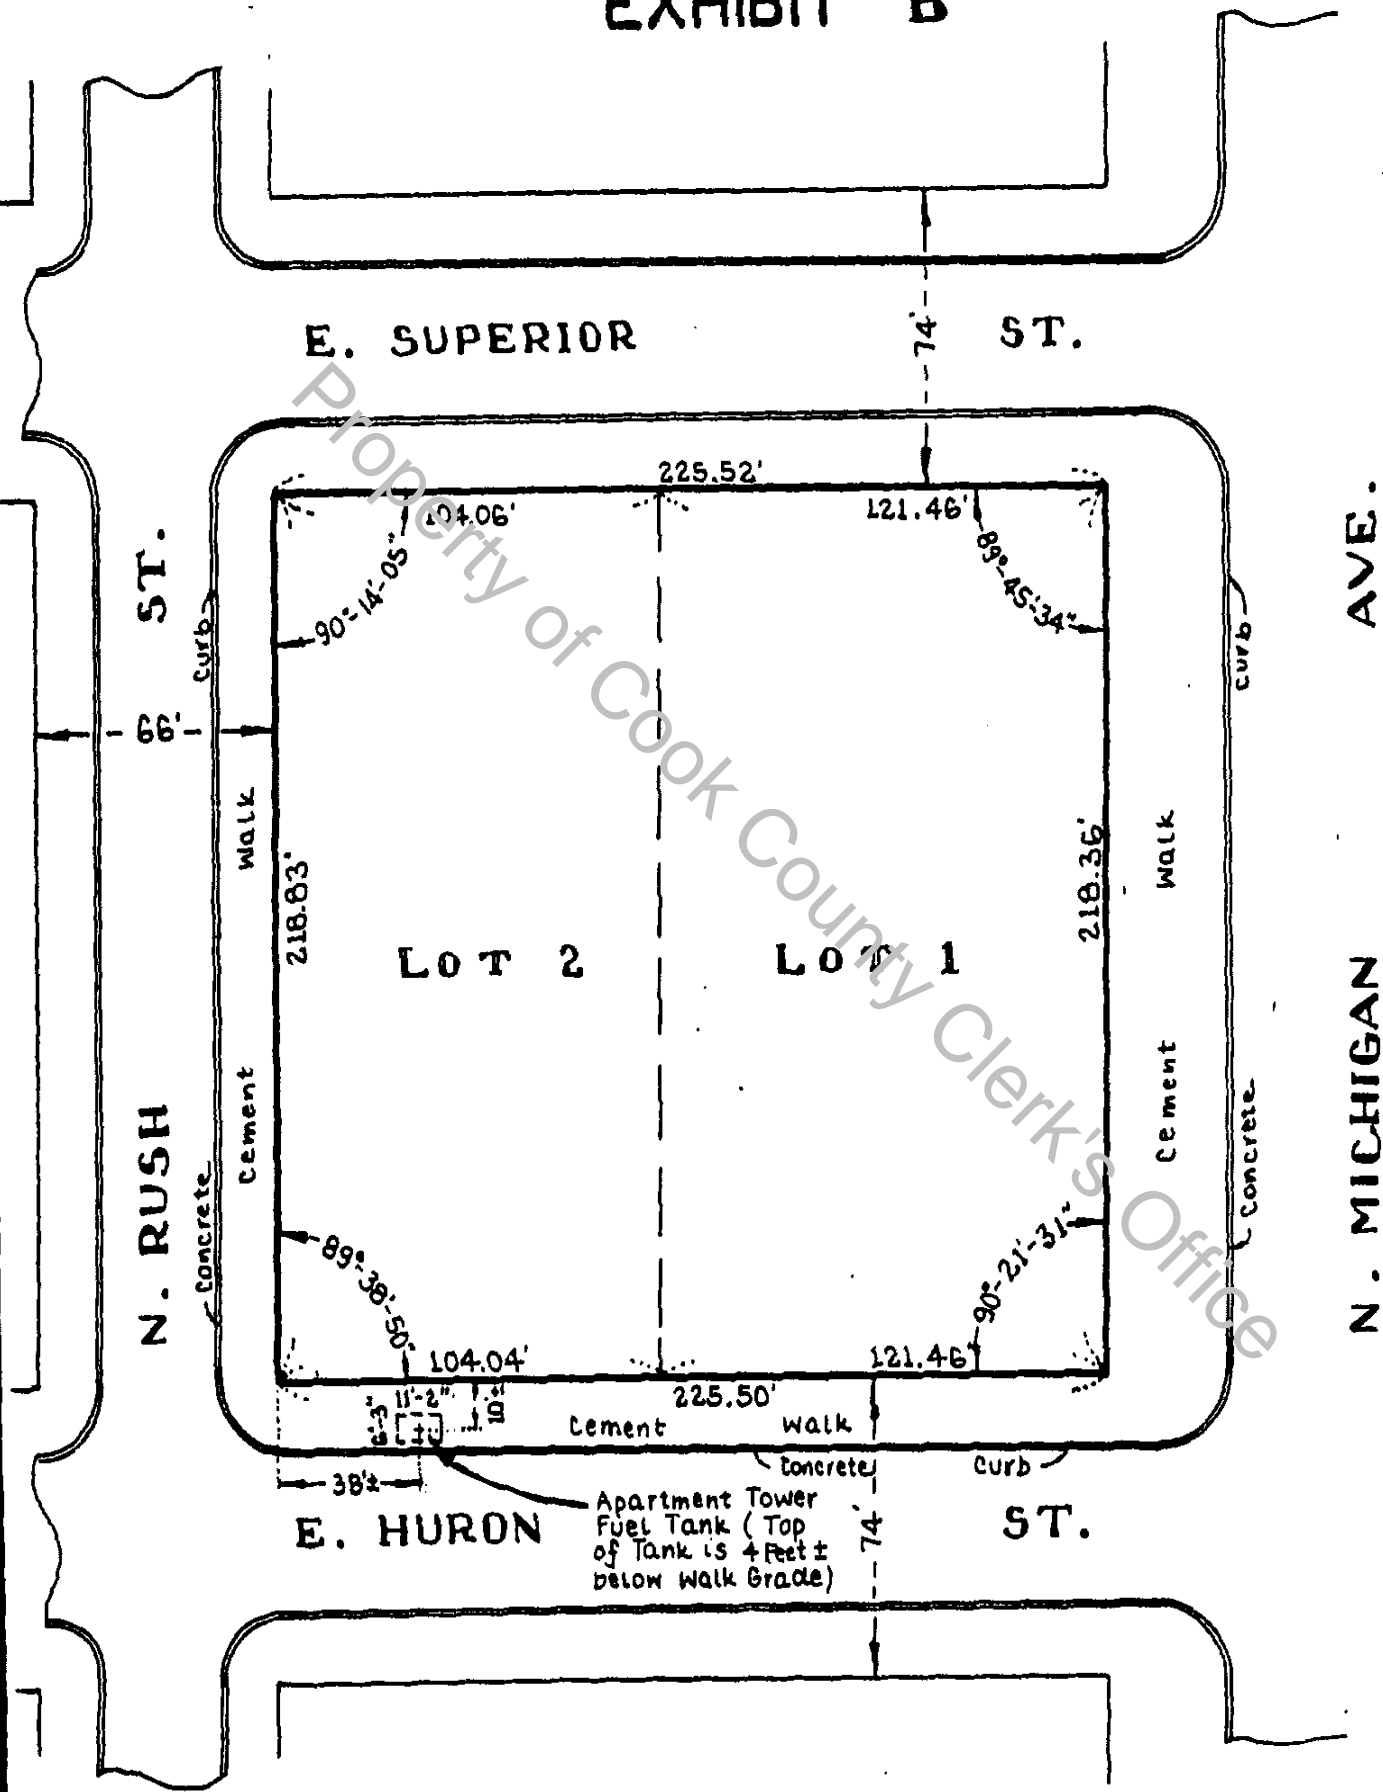 EXHIBIT B
E. SUPERIOR ST.
74'
225.52'
104.06'
121.46'
90°-14'-05"
89°-45'-34"
N. RUSH ST.
Curb
Curb
N. MICHIGAN AVE.
66'
Walk
Walk
218.83'
218.36'
LOT 2
LOT 1
Cement
Cement
Concrete
Concrete
89°-38'-50"
90°-21'-31"
104.04'
121.46'
225.50'
11'-2"
6'-3"
10'±
Cement Walk
Concrete Curb
38'±
E. HURON ST.
74'
Apartment Tower
Fuel Tank (Top
of Tank is 4 Feet ±
below Walk Grade)
Property of Cook County Clerk's Office